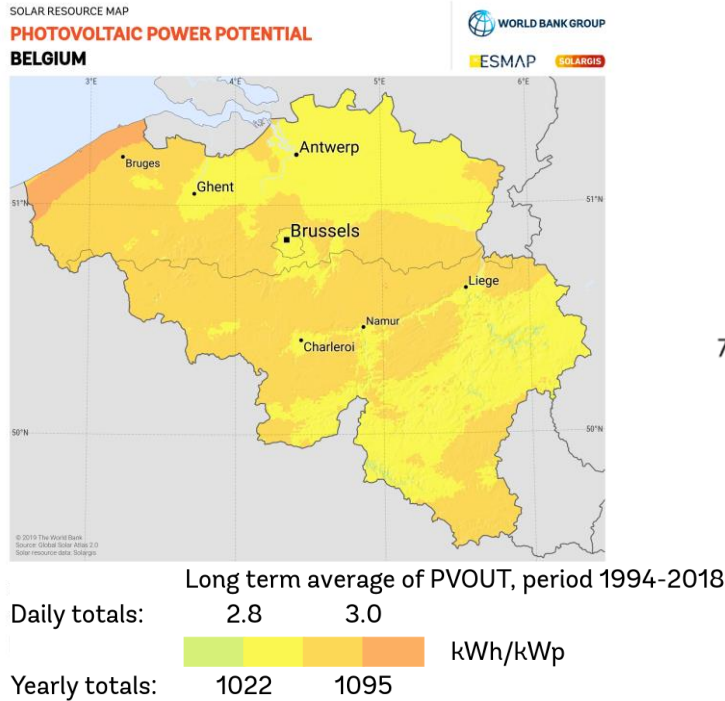 SOLAR RESOURCE MAP
PHOTOVOLTAIC POWER POTENTIAL
BELGIUM
WORLD BANK GROUP
ESMAP SOLARGIS
3°E 4°E 5°E 6°E
Antwerp
Bruges
Ghent
51°N 51°N
Brussels
Liege
Namur
Charleroi
7
50°N 50°N
© 2019 The World Bank
Source: Global Solar Atlas 2.0
Solar resource data: Solargis
Long term average of PVOUT, period 1994-2018
Daily totals: 2.8 3.0
kWh/kWp
Yearly totals: 1022 1095